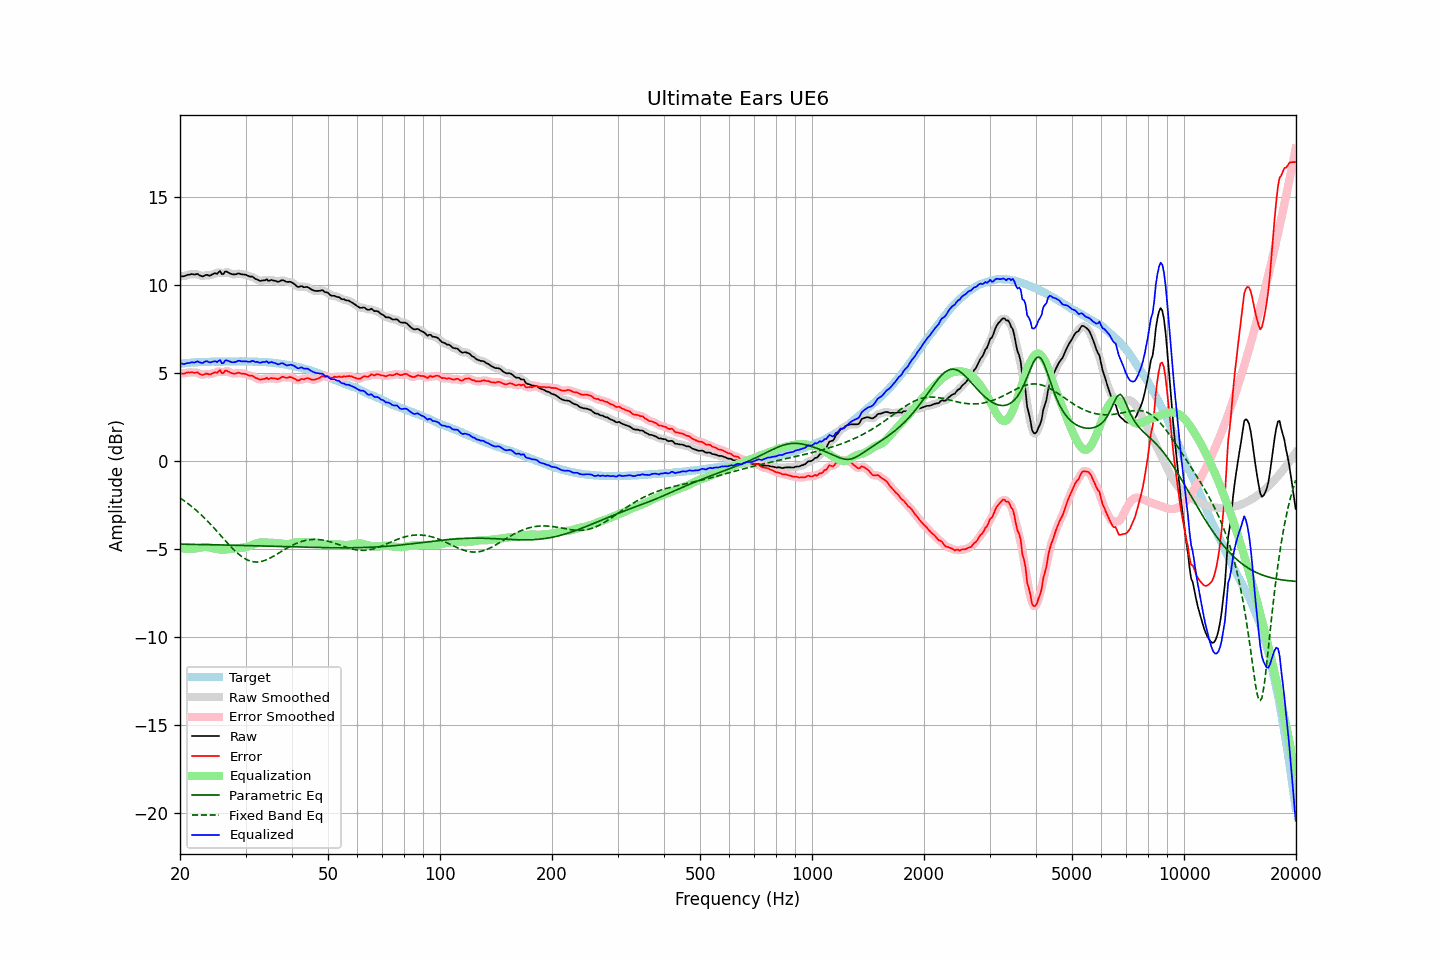 Ultimate Ears UE6
Amplitude (dBr)
15
10
5
0
−5
−10
−15
−20
Target
Raw Smoothed
Error Smoothed
Raw
Error
Equalization
Parametric Eq
Fixed Band Eq
Equalized
20 50 100 200 500 1000 2000 5000 10000 20000
Frequency (Hz)